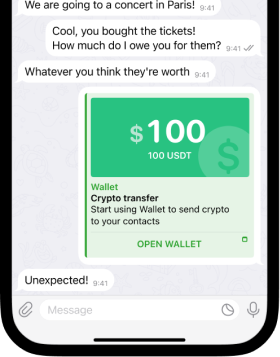 We are going to a concert in Paris! 9:41
Cool, you bought the tickets!
How much do I owe you for them? 9:41
Whatever you think they're worth 9:41
$100
100 USDT
$
Wallet
Crypto transfer
Start using Wallet to send crypto
to your contacts
OPEN WALLET
Unexpected! 9:41
Message